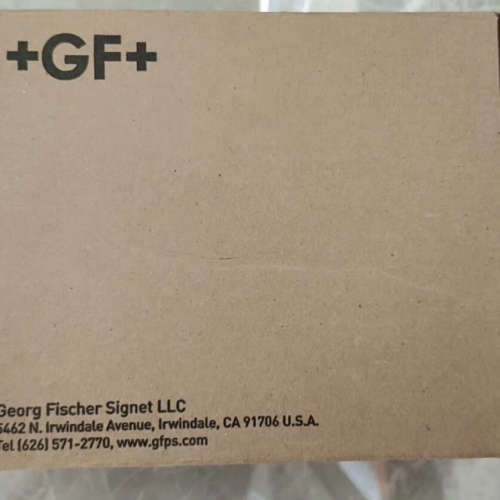 +GF+
Georg Fischer Signet LLC
5462 N. Irwindale Avenue, Irwindale, CA 91706 U.S.A.
Tel (626) 571-2770, www.gfps.com